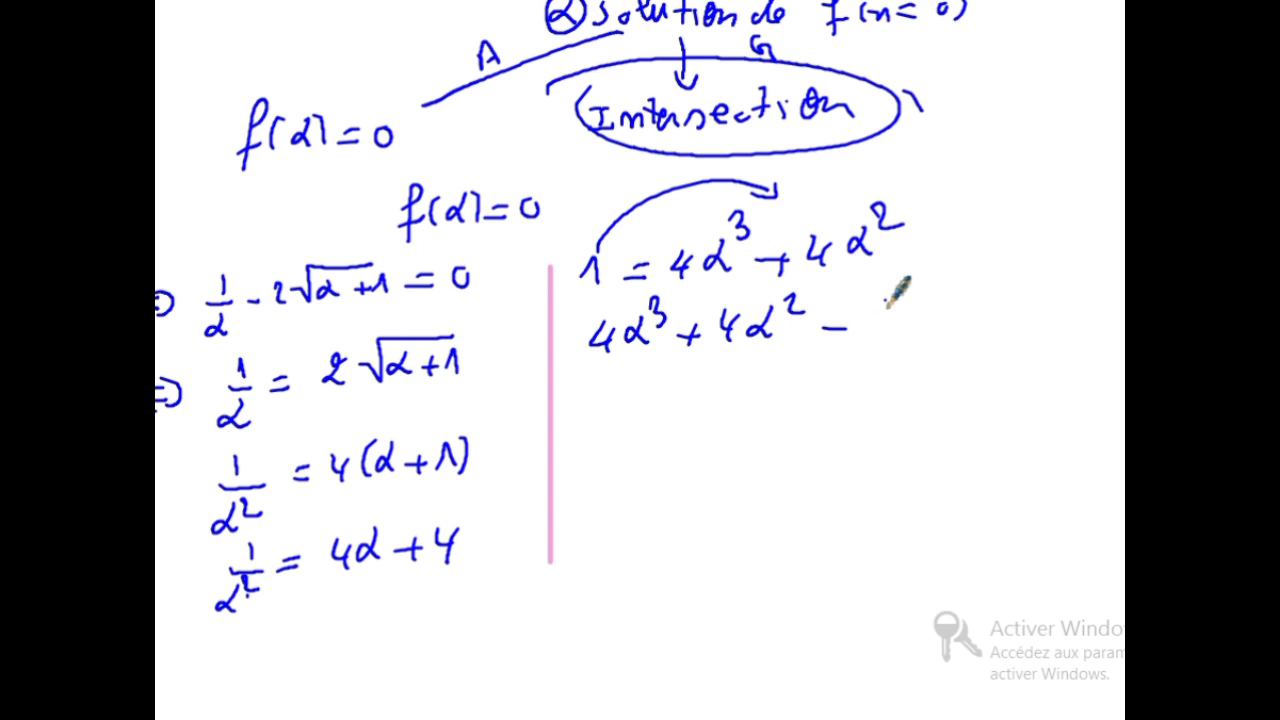 α solution de f(x=0)
A G
(Intersection)
f(α)=0
f(α)=0
⇒ 1/α - 2√α+1 = 0
⇒ 1/α = 2√α+1
1/α² = 4(α+1)
1/α² = 4α+4
1 = 4α³+4α²
4α³+4α² -
Activer Windo
Accédez aux param
activer Windows.